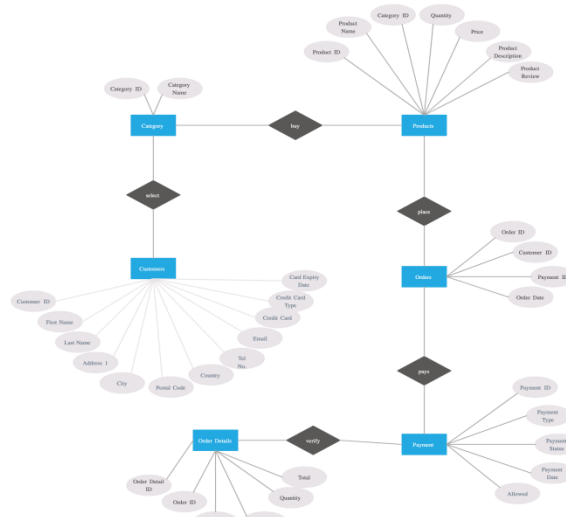 Category ID
Quantity
Product
Name
Price
Product ID
Product
Description
Product
Review
Category ID
Category
Name
Category
buy
Products
select
place
Order ID
Customer ID
Customers
Orders
Payment ID
Order Date
Card Expiry
Date
Customer ID
Credit Card
Type
First Name
Credit Card
Last Name
Email
Address 1
Tel
No.
City
Postal Code
Country
pays
Payment ID
Payment
Type
Order Details
verify
Payment
Payment
Status
Payment
Date
Total
Order Detail
ID
Order ID
Quantity
Allowed